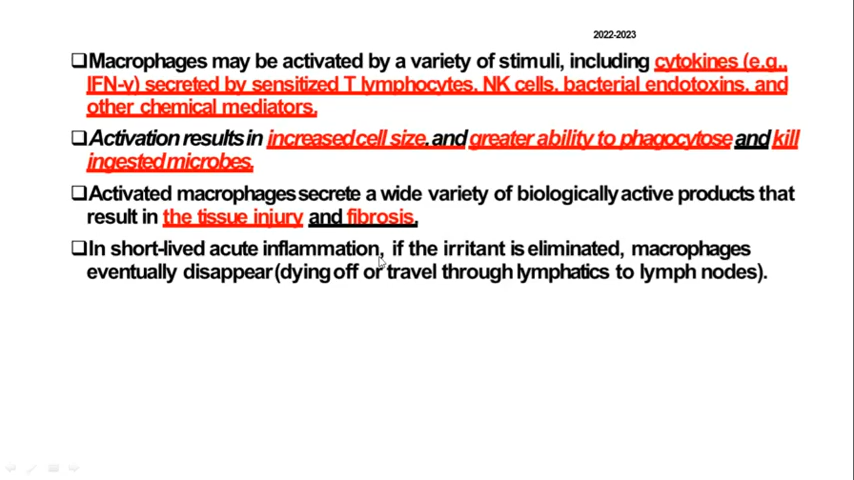 2022-2023
❑Macrophages may be activated by a variety of stimuli, including cytokines (e.g.,
IFN-γ) secreted by sensitized T lymphocytes, NK cells, bacterial endotoxins, and
other chemical mediators.
❑Activation results in increased cell size, and greater ability to phagocytose and kill
ingested microbes.
❑Activated macrophages secrete a wide variety of biologically active products that
result in the tissue injury and fibrosis.
❑In short-lived acute inflammation, if the irritant is eliminated, macrophages
eventually disappear (dying off or travel through lymphatics to lymph nodes).